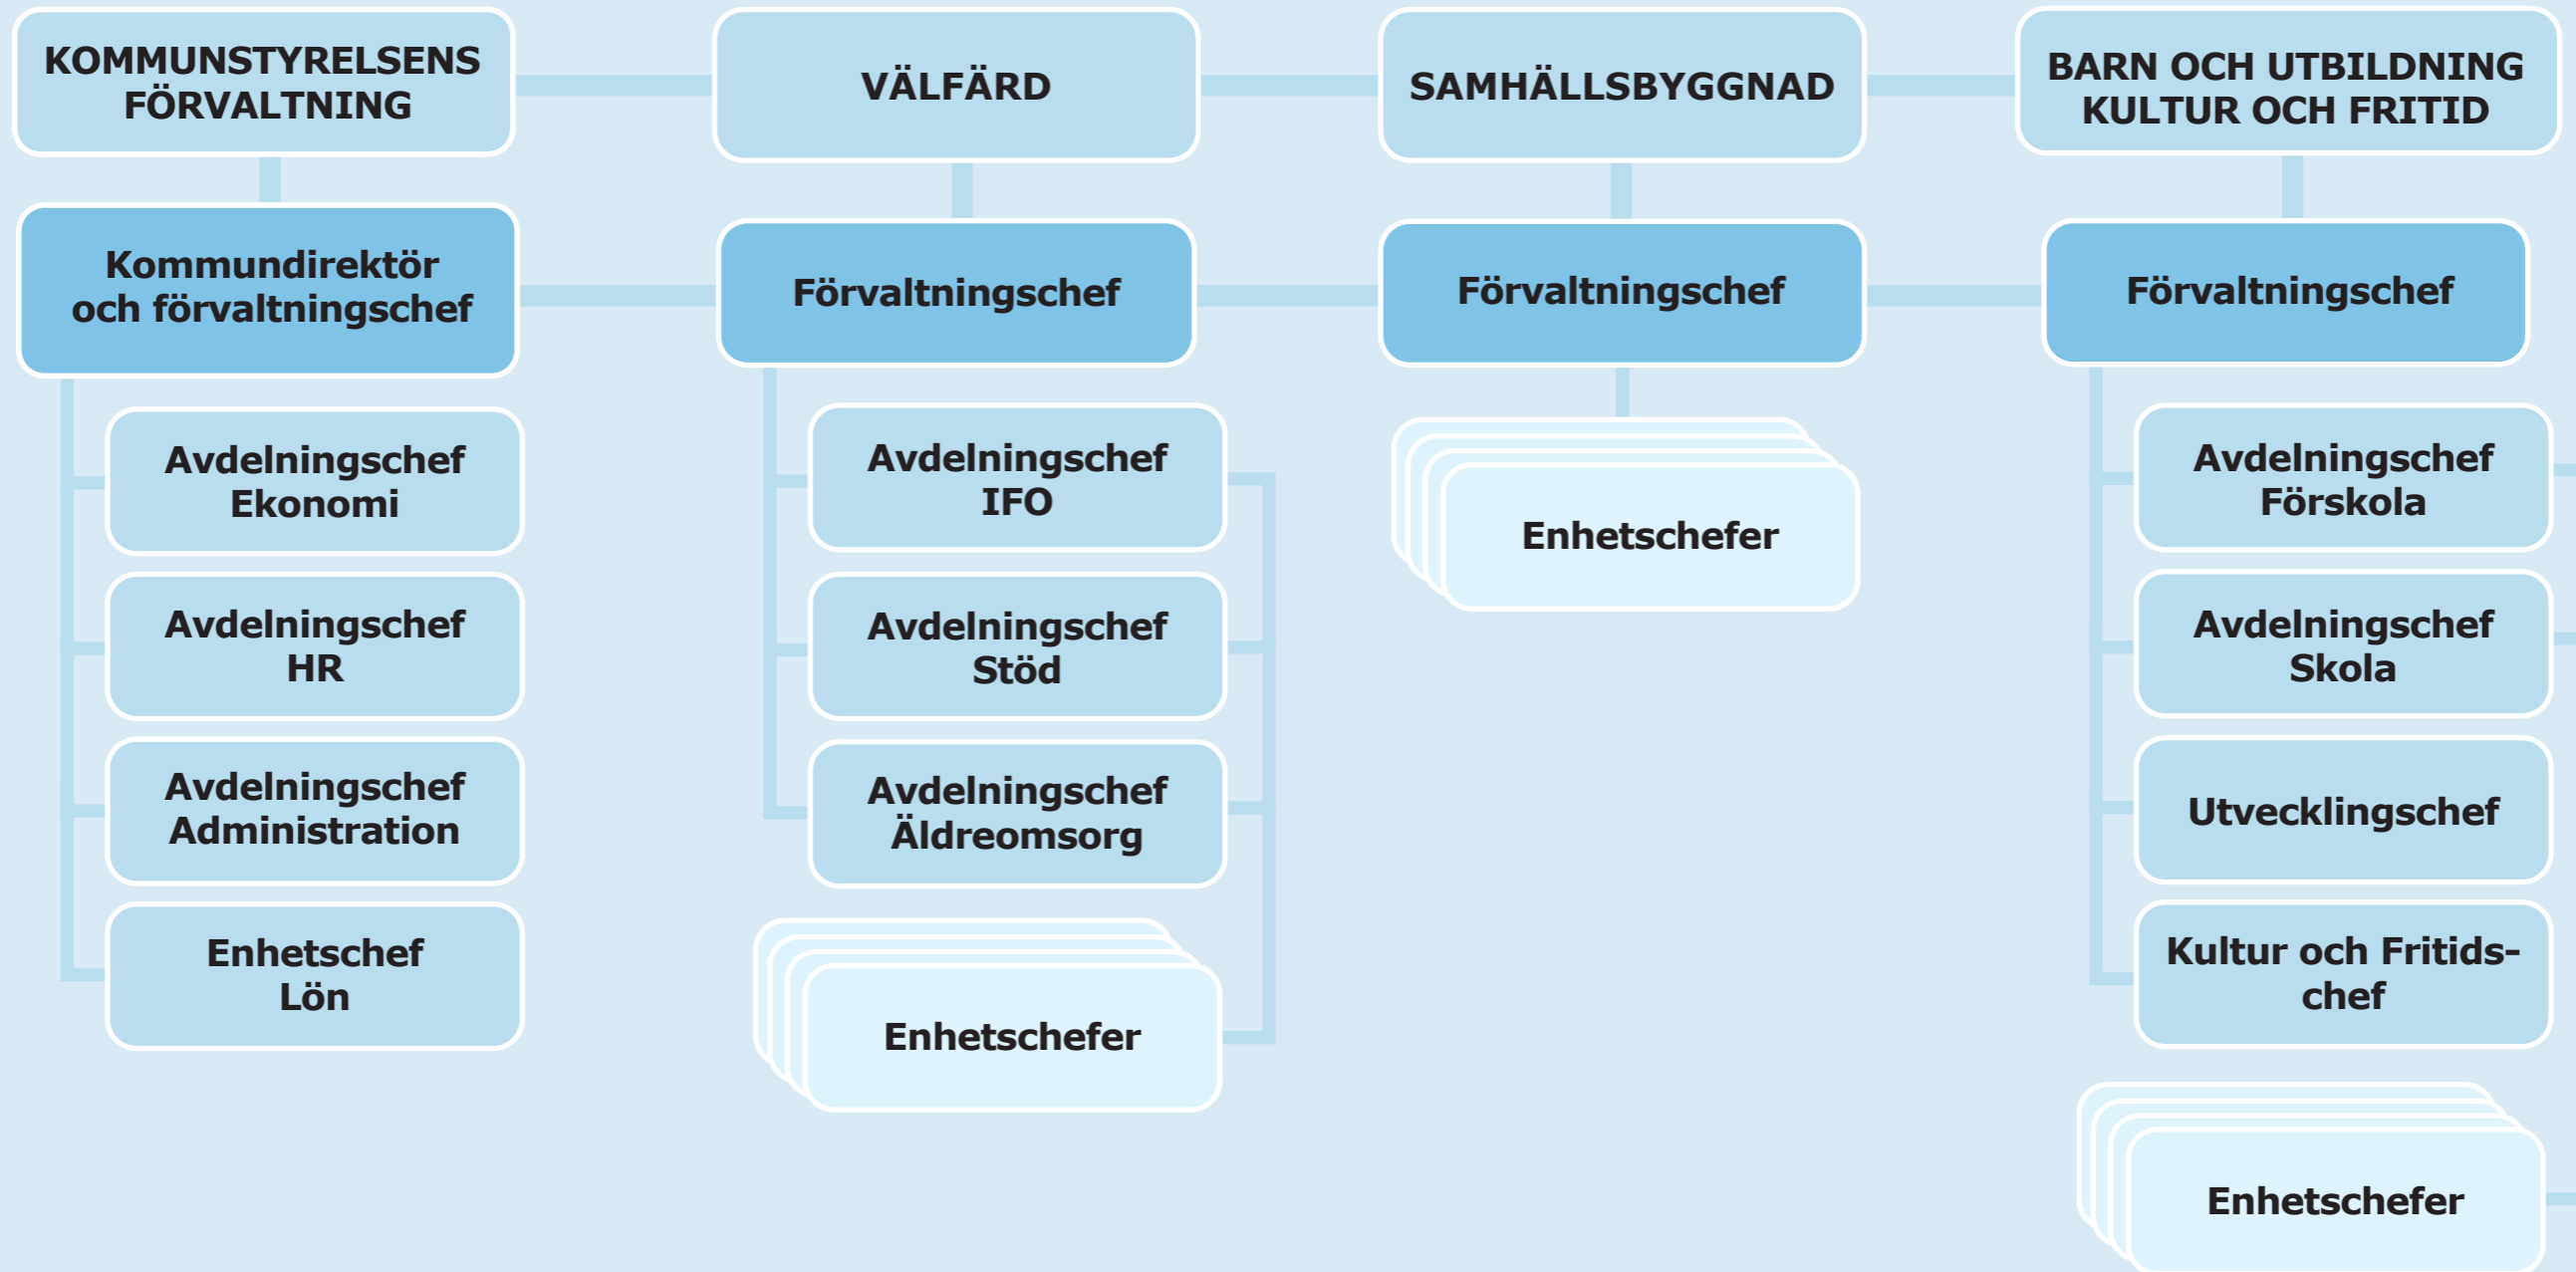 KOMMUNSTYRELSENS
FÖRVALTNING
Kommundirektör
och förvaltningschef
Avdelningschef
Ekonomi
Avdelningschef
HR
Avdelningschef
Administration
Enhetschef
Lön
VÄLFÄRD
Förvaltningschef
Avdelningschef
IFO
Avdelningschef
Stöd
Avdelningschef
Äldreomsorg
Enhetschefer
SAMHÄLLSBYGGNAD
Förvaltningschef
Enhetschefer
BARN OCH UTBILDNING
KULTUR OCH FRITID
Förvaltningschef
Avdelningschef
Förskola
Avdelningschef
Skola
Utvecklingschef
Kultur och Fritids-
chef
Enhetschefer